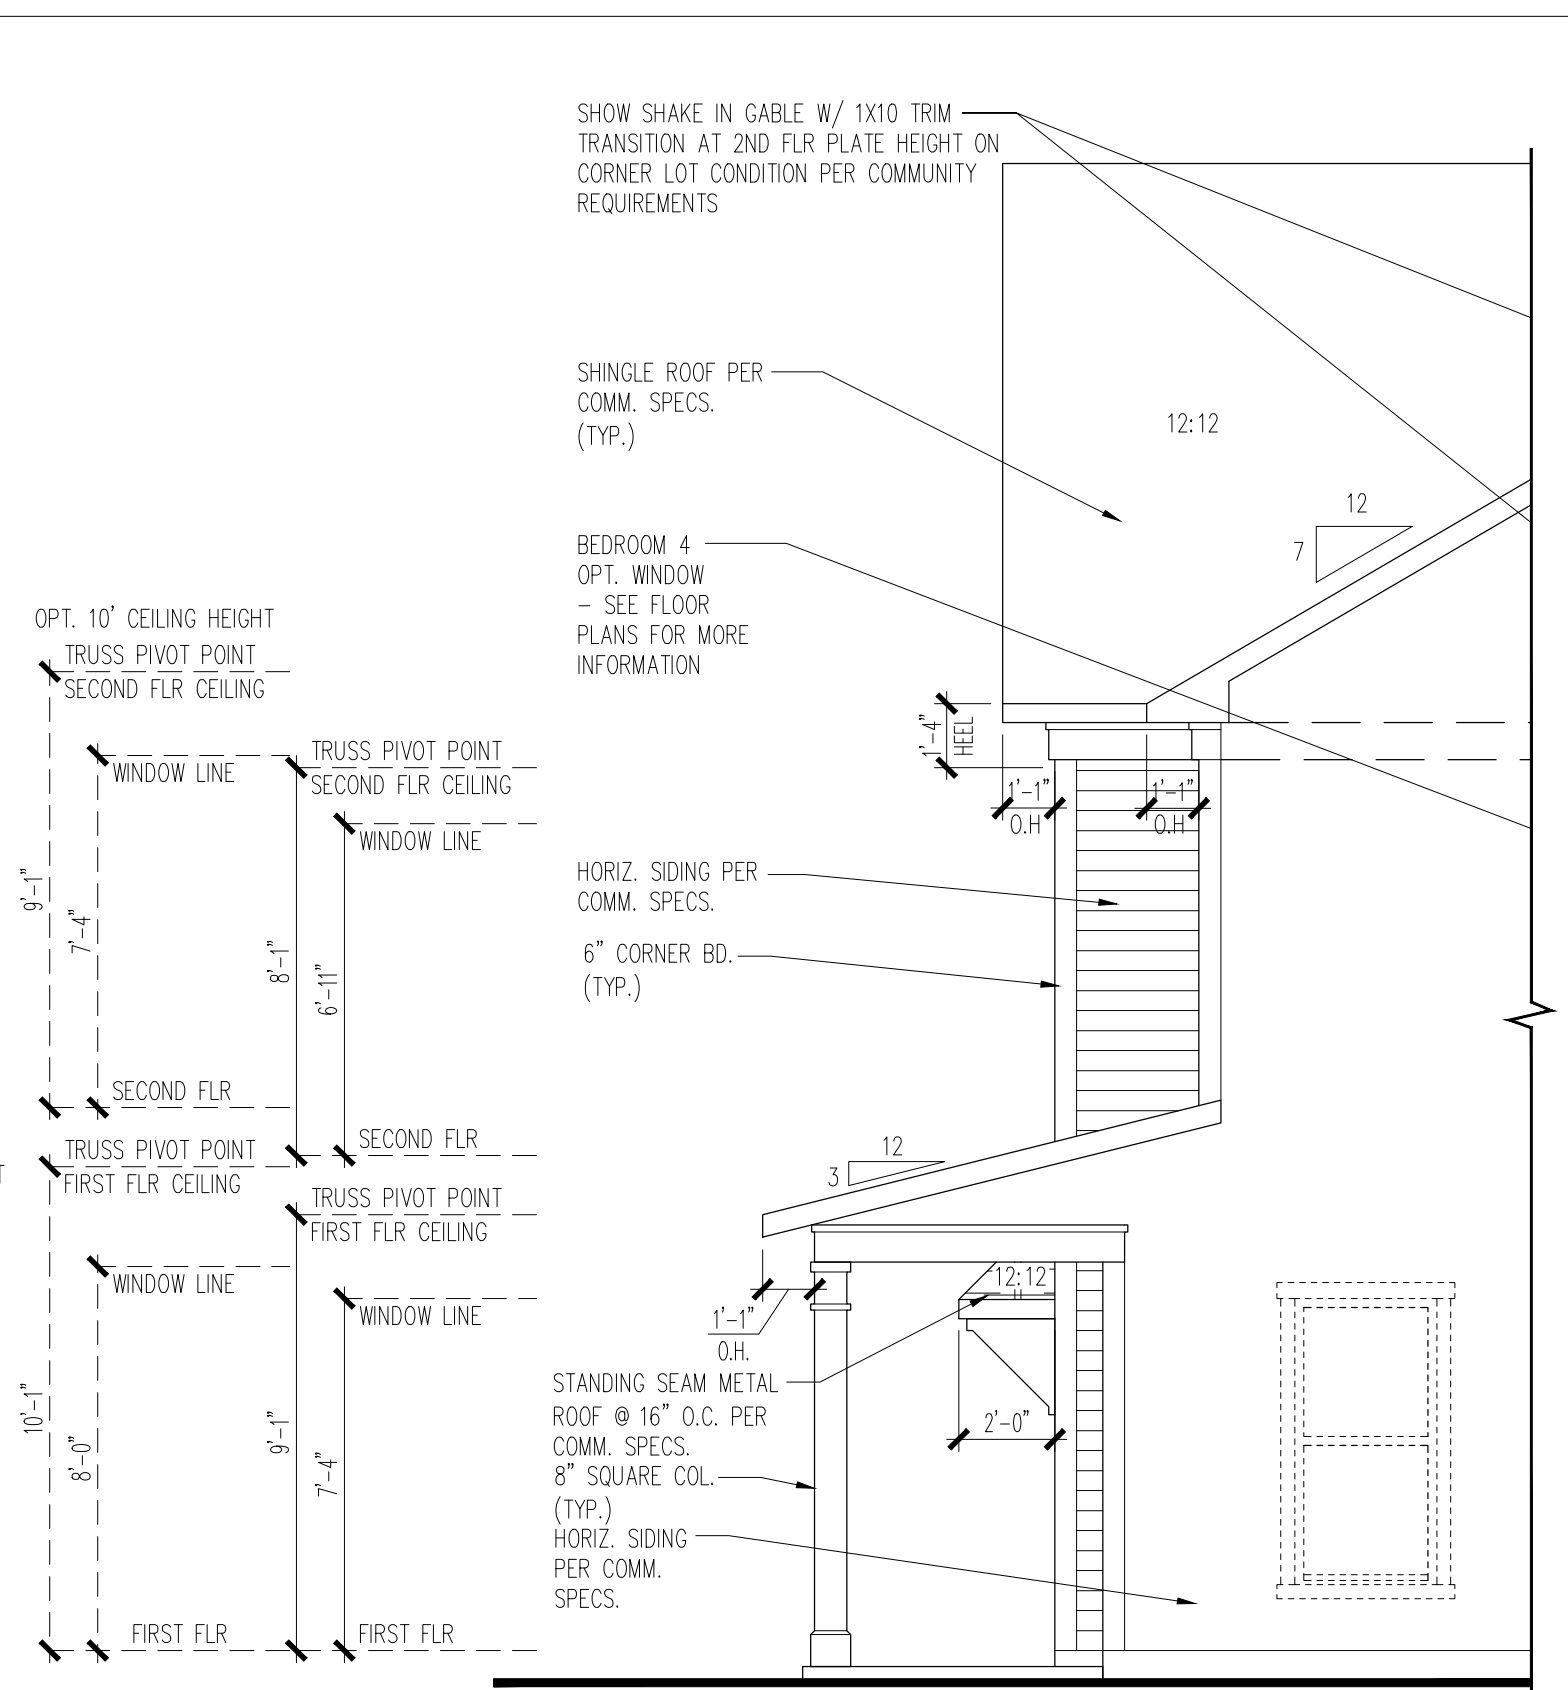 SHOW SHAKE IN GABLE W/ 1X10 TRIM
TRANSITION AT 2ND FLR PLATE HEIGHT ON
CORNER LOT CONDITION PER COMMUNITY
REQUIREMENTS
SHINGLE ROOF PER
COMM. SPECS.
(TYP.)
12:12
12
7
BEDROOM 4
OPT. WINDOW
– SEE FLOOR
PLANS FOR MORE
INFORMATION
OPT. 10' CEILING HEIGHT
TRUSS PIVOT POINT
SECOND FLR CEILING
WINDOW LINE
TRUSS PIVOT POINT
SECOND FLR CEILING
WINDOW LINE
9'-1"
7'-4"
8'-1"
6'-11"
1'-4"
HEEL
1'-1"
O.H
1'-1"
O.H
HORIZ. SIDING PER
COMM. SPECS.
6" CORNER BD.
(TYP.)
SECOND FLR
SECOND FLR
TRUSS PIVOT POINT
FIRST FLR CEILING
TRUSS PIVOT POINT
FIRST FLR CEILING
WINDOW LINE
WINDOW LINE
12
3
12:12
1'-1"
O.H.
10'-1"
8'-0"
9'-1"
7'-4"
STANDING SEAM METAL
ROOF @ 16" O.C. PER
COMM. SPECS.
2'-0"
8" SQUARE COL.
(TYP.)
HORIZ. SIDING
PER COMM.
SPECS.
FIRST FLR
FIRST FLR